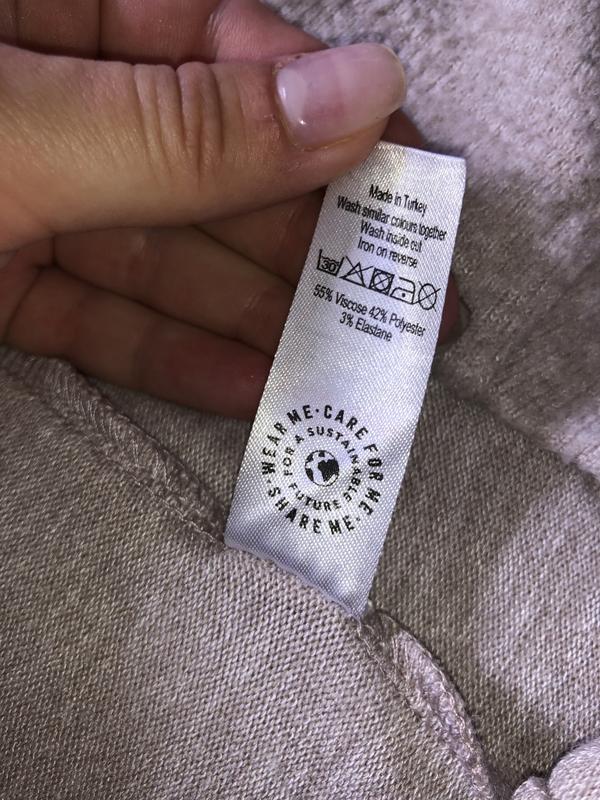 Made in Turkey
Wash similar colours together
Wash inside out
Iron on reverse
30
55% Viscose 42% Polyester
3% Elastane
WEAR ME · CARE FOR ME · SHARE ME ·
FOR A SUSTAINABLE FUTURE